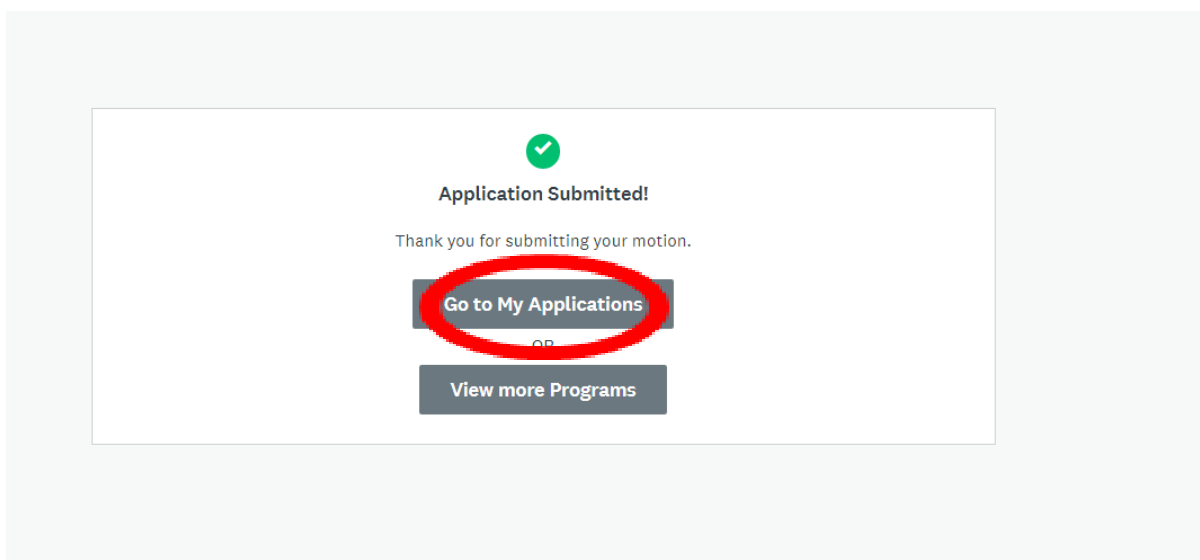 Application Submitted!
Thank you for submitting your motion.
Go to My Applications
OR
View more Programs